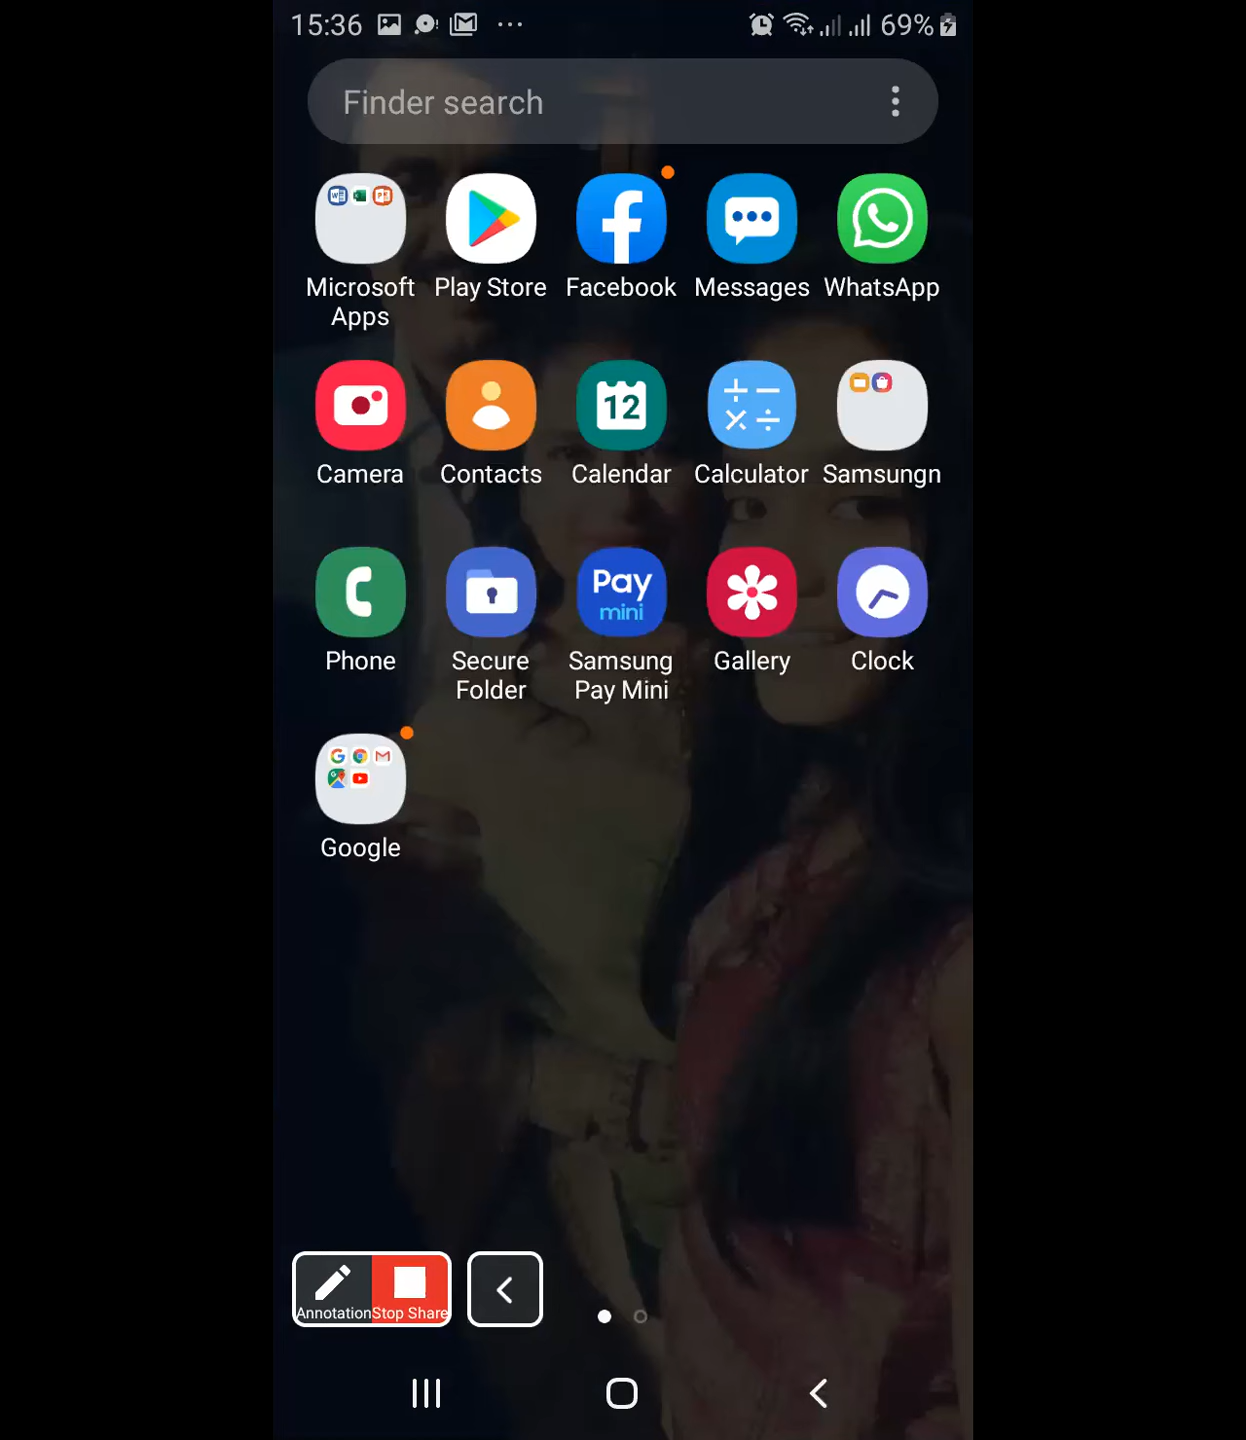 15:36 69%
Finder search
Microsoft Apps Play Store Facebook Messages WhatsApp
12
Camera Contacts Calendar Calculator Samsungn
Pay mini
Phone Secure Folder Samsung Pay Mini Gallery Clock
Google
Annotation Stop Share